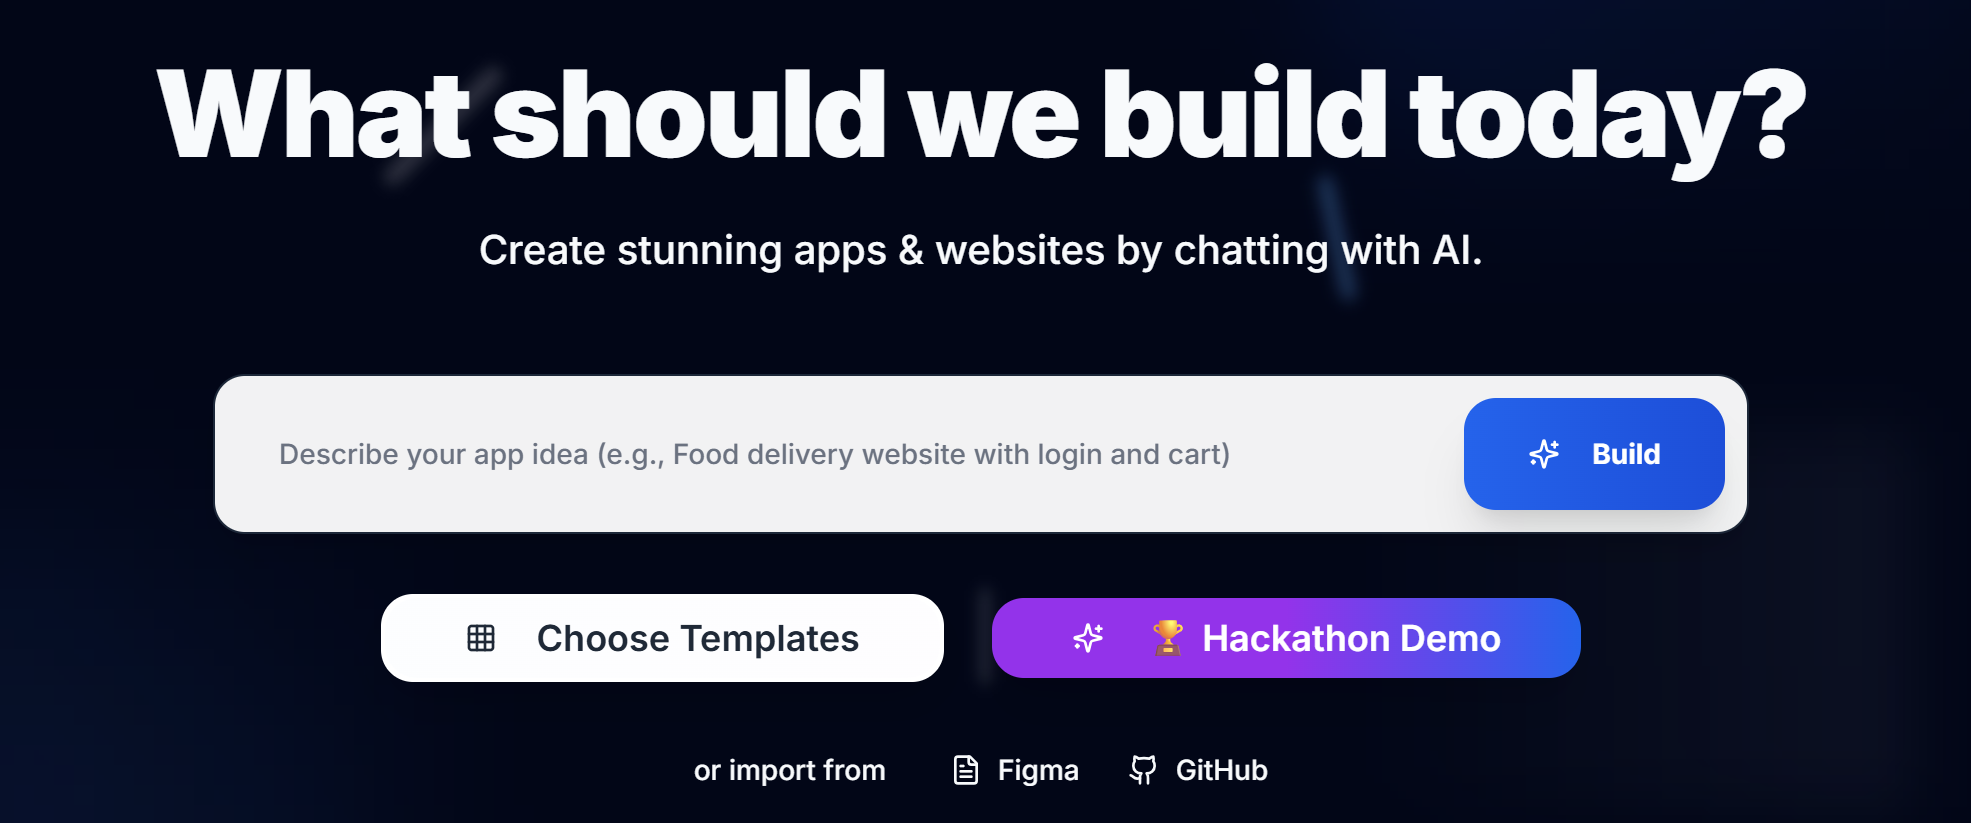 What should we build today?
Create stunning apps & websites by chatting with AI.
Describe your app idea (e.g., Food delivery website with login and cart)
Build
Choose Templates
🏆 Hackathon Demo
or import from Figma GitHub